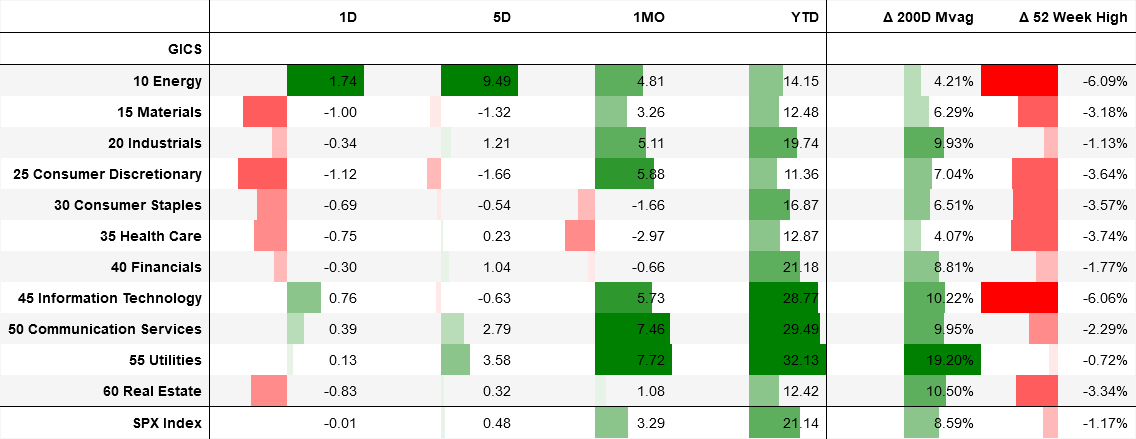 1D 5D 1MO YTD Δ 200D Mvag Δ 52 Week High
GICS
10 Energy 1.74 9.49 4.81 14.15 4.21% -6.09%
15 Materials -1.00 -1.32 3.26 12.48 6.29% -3.18%
20 Industrials -0.34 1.21 5.11 19.74 9.93% -1.13%
25 Consumer Discretionary -1.12 -1.66 5.88 11.36 7.04% -3.64%
30 Consumer Staples -0.69 -0.54 -1.66 16.87 6.51% -3.57%
35 Health Care -0.75 0.23 -2.97 12.87 4.07% -3.74%
40 Financials -0.30 1.04 -0.66 21.18 8.81% -1.77%
45 Information Technology 0.76 -0.63 5.73 28.77 10.22% -6.06%
50 Communication Services 0.39 2.79 7.46 29.49 9.95% -2.29%
55 Utilities 0.13 3.58 7.72 32.13 19.20% -0.72%
60 Real Estate -0.83 0.32 1.08 12.42 10.50% -3.34%
SPX Index -0.01 0.48 3.29 21.14 8.59% -1.17%